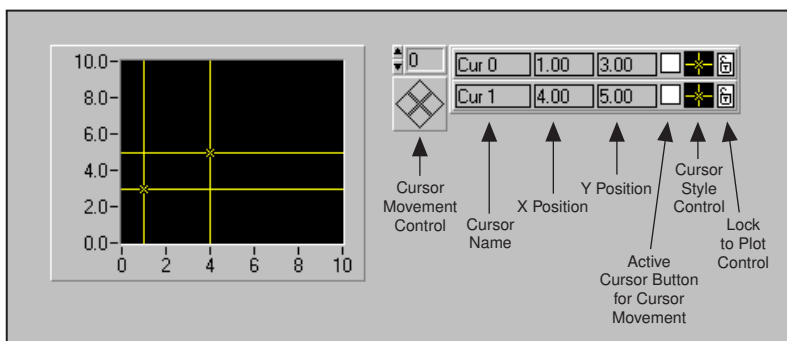 10.0
8.0
6.0
4.0
2.0
0.0
0 2 4 6 8 10
0
Cur 0 1.00 3.00
Cur 1 4.00 5.00
Cursor
Movement
Control
Cursor
Name
X Position
Y Position
Active
Cursor Button
for Cursor
Movement
Cursor
Style
Control
Lock
to Plot
Control